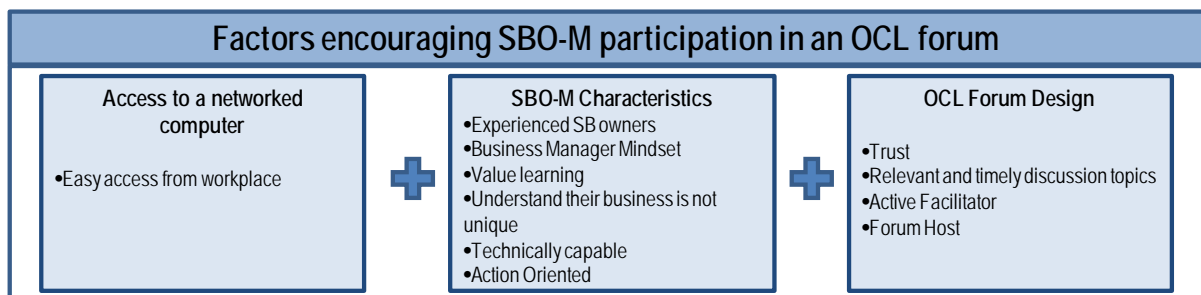 Factors encouraging SBO-M participation in an OCL forum
Access to a networked
computer
•Easy access from workplace
SBO-M Characteristics
•Experienced SB owners
•Business Manager Mindset
•Value learning
•Understand their business is not
unique
•Technically capable
•Action Oriented
OCL Forum Design
•Trust
•Relevant and timely discussion topics
•Active Facilitator
•Forum Host